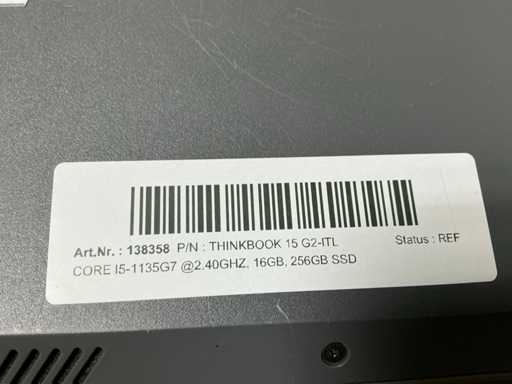 Art.Nr. : 138358 P/N : THINKBOOK 15 G2-ITL Status : REF
CORE I5-1135G7 @2.40GHZ, 16GB, 256GB SSD